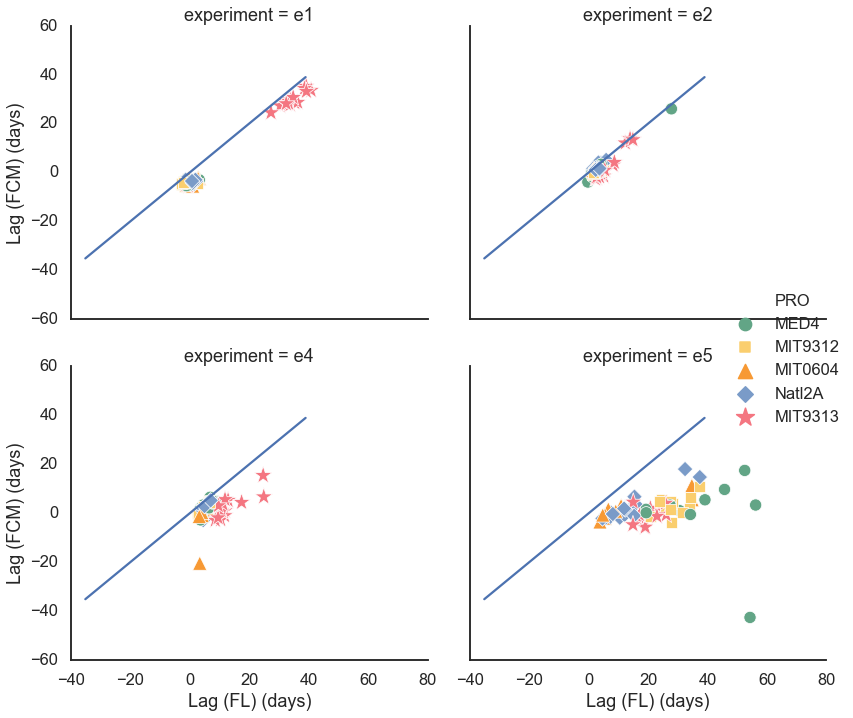 experiment = e1
experiment = e2
60
40
20
0
−20
−40
−60
Lag (FCM) (days)
PRO
MED4
MIT9312
MIT0604
Natl2A
MIT9313
experiment = e4
experiment = e5
60
40
20
0
−20
−40
−60
Lag (FCM) (days)
−40 −20 0 20 40 60 80
−40 −20 0 20 40 60 80
Lag (FL) (days)
Lag (FL) (days)